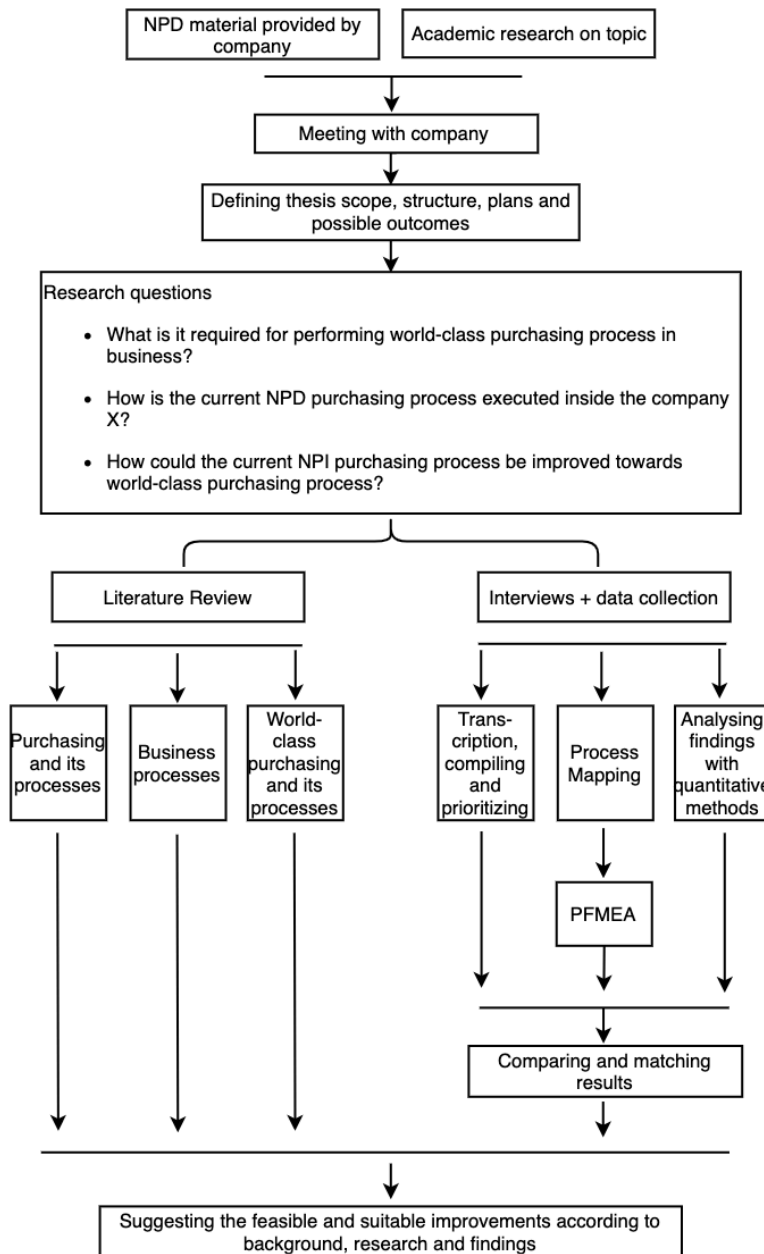 NPD material provided by
company
Academic research on topic
Meeting with company
Defining thesis scope, structure, plans and
possible outcomes
Research questions
• What is it required for performing world-class purchasing process in
business?
• How is the current NPD purchasing process executed inside the company
X?
• How could the current NPI purchasing process be improved towards
world-class purchasing process?
Literature Review
Interviews + data collection
Purchasing
and its
processes
Business
processes
World-
class
purchasing
and its
processes
Trans-
cription,
compiling
and
prioritizing
Process
Mapping
Analysing
findings
with
quantitative
methods
PFMEA
Comparing and matching
results
Suggesting the feasible and suitable improvements according to
background, research and findings